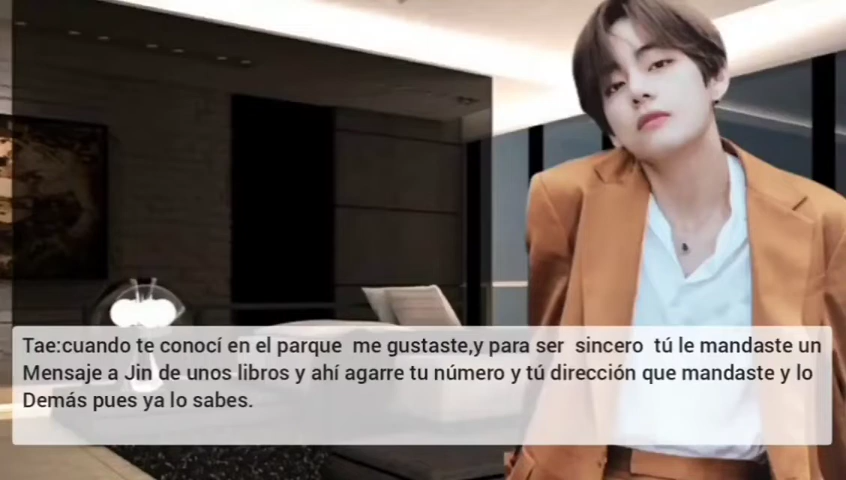 Tae:cuando te conocí en el parque me gustaste,y para ser sincero tú le mandaste un
Mensaje a Jin de unos libros y ahí agarre tu número y tú dirección que mandaste y lo
Demás pues ya lo sabes.